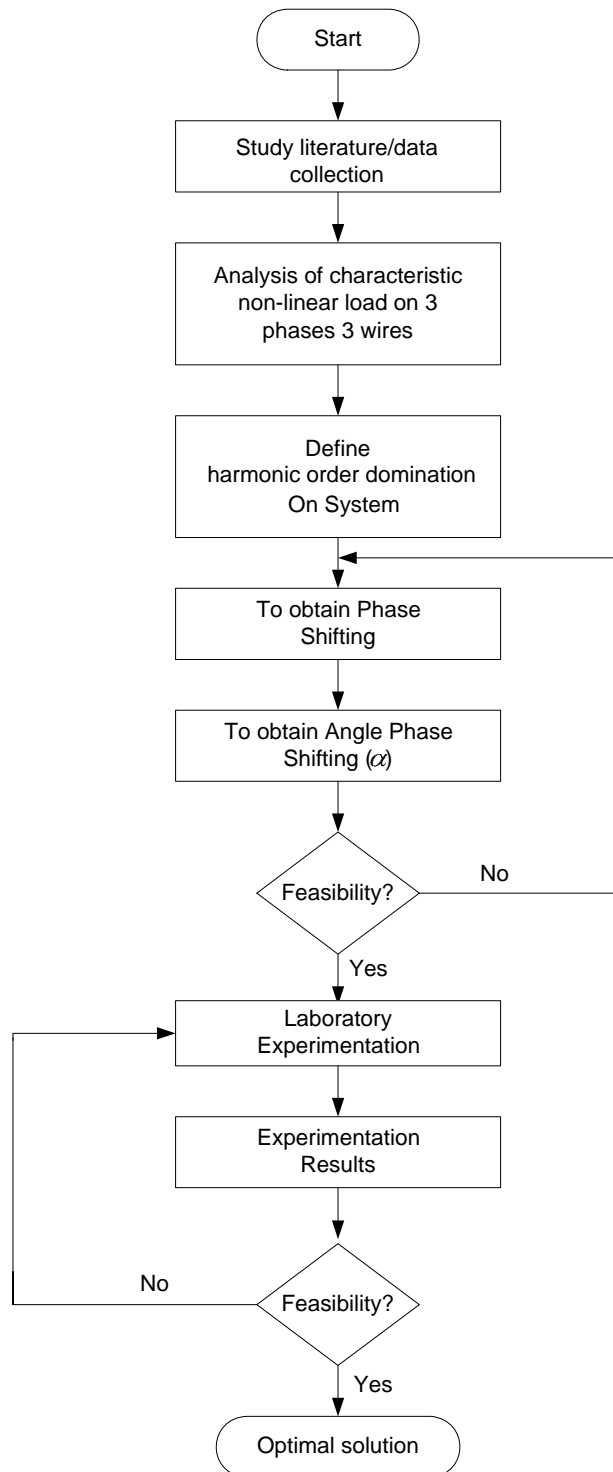 Start
Study literature/data
collection
Analysis of characteristic
non-linear load on 3
phases 3 wires
Define
harmonic order domination
On System
To obtain Phase
Shifting
To obtain Angle Phase
Shifting (α)
Feasibility?
No
Yes
Laboratory
Experimentation
Experimentation
Results
Feasibility?
No
Yes
Optimal solution